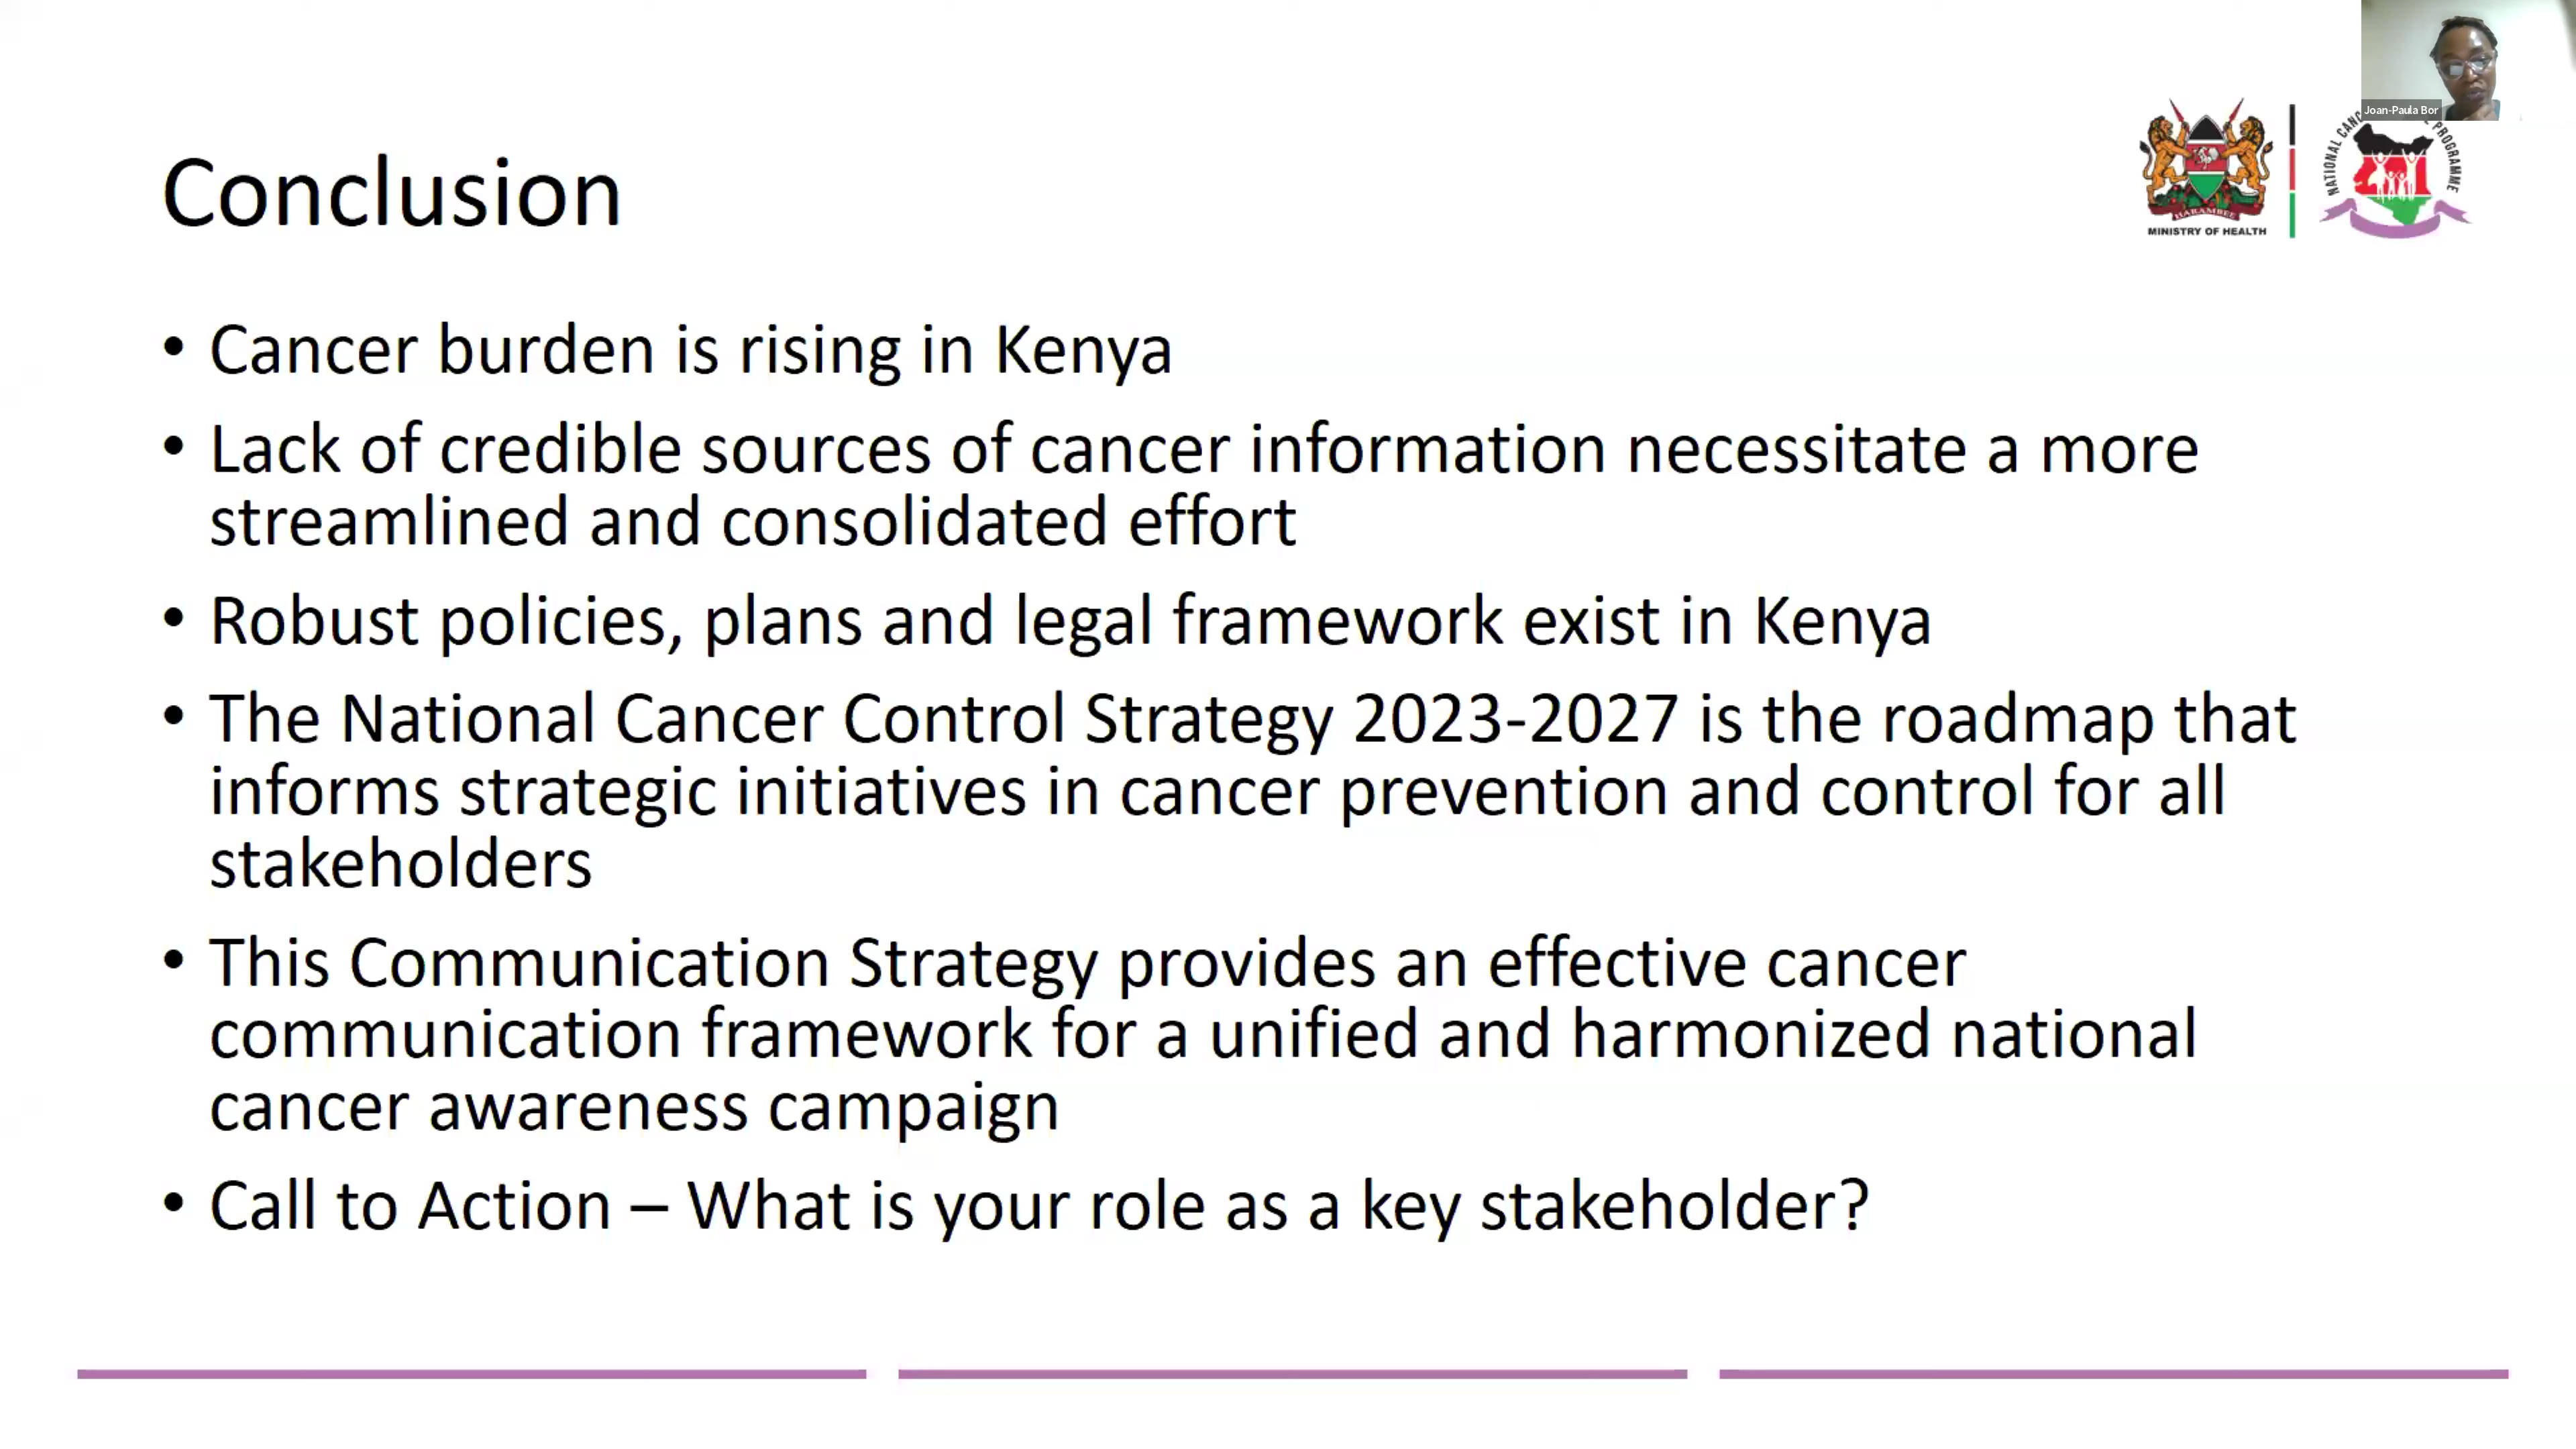 Joan-Paula Bor
Conclusion
HARAMBEE
MINISTRY OF HEALTH
NATIONAL CANC
PROGRAMME
• Cancer burden is rising in Kenya
• Lack of credible sources of cancer information necessitate a more
streamlined and consolidated effort
• Robust policies, plans and legal framework exist in Kenya
• The National Cancer Control Strategy 2023-2027 is the roadmap that
informs strategic initiatives in cancer prevention and control for all
stakeholders
• This Communication Strategy provides an effective cancer
communication framework for a unified and harmonized national
cancer awareness campaign
• Call to Action – What is your role as a key stakeholder?